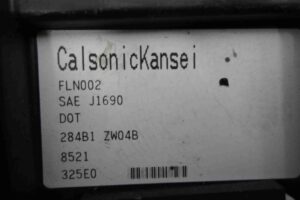 CalsonicKansei
FLN002
SAE J1690
DOT
284B1 ZW04B
8521
325E0